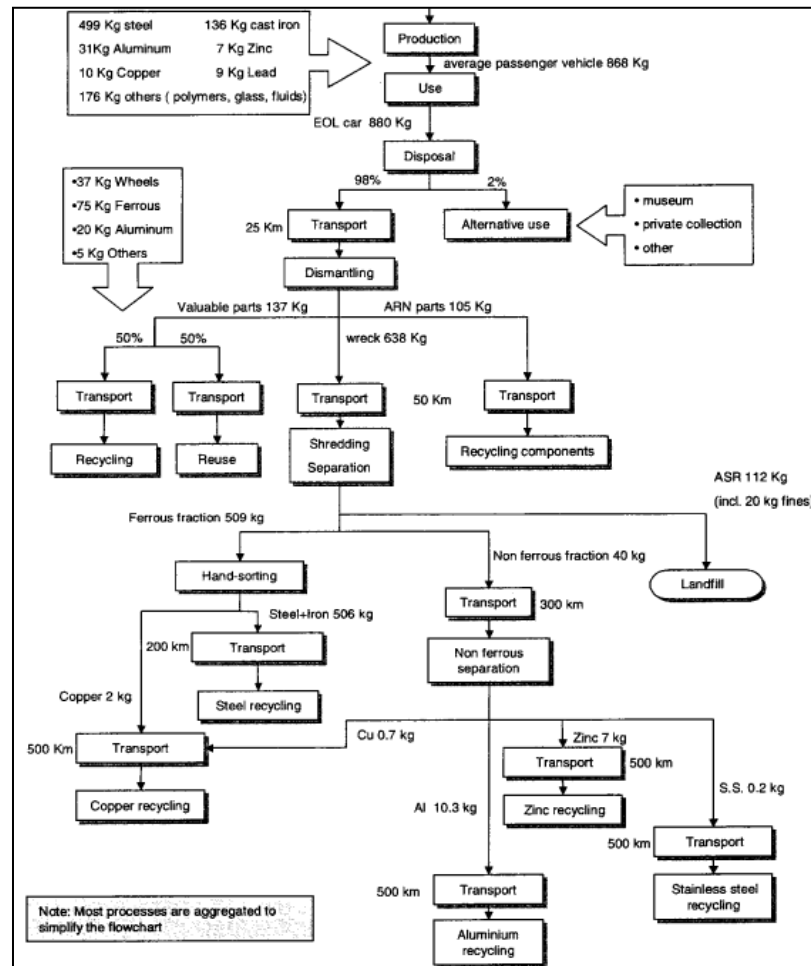 499 Kg steel 136 Kg cast iron
31Kg Aluminum 7 Kg Zinc
10 Kg Copper 9 Kg Lead
176 Kg others ( polymers, glass, fluids)
Production
average passenger vehicle 868 Kg
Use
EOL car 880 Kg
Disposal
98% 2%
•37 Kg Wheels
•75 Kg Ferrous
•20 Kg Aluminum
•5 Kg Others
25 Km
Transport
Alternative use
• museum
• private collection
• other
Dismantling
Valuable parts 137 Kg
ARN parts 105 Kg
50% 50%
wreck 638 Kg
Transport
Transport
Transport
50 Km
Transport
Recycling
Reuse
Shredding
Separation
Recycling components
ASR 112 Kg
(incl. 20 kg fines)
Ferrous fraction 509 kg
Non ferrous fraction 40 kg
Hand-sorting
Landfill
Transport
300 km
Steel+Iron 506 kg
200 km
Transport
Non ferrous
separation
Copper 2 kg
Steel recycling
500 Km
Transport
Cu 0.7 kg
Zinc 7 kg
Transport
500 km
Copper recycling
Al 10.3 kg
Zinc recycling
S.S. 0.2 kg
500 km
Transport
500 km
Transport
Stainless steel
recycling
Aluminium
recycling
Note: Most processes are aggregated to
simplify the flowchart